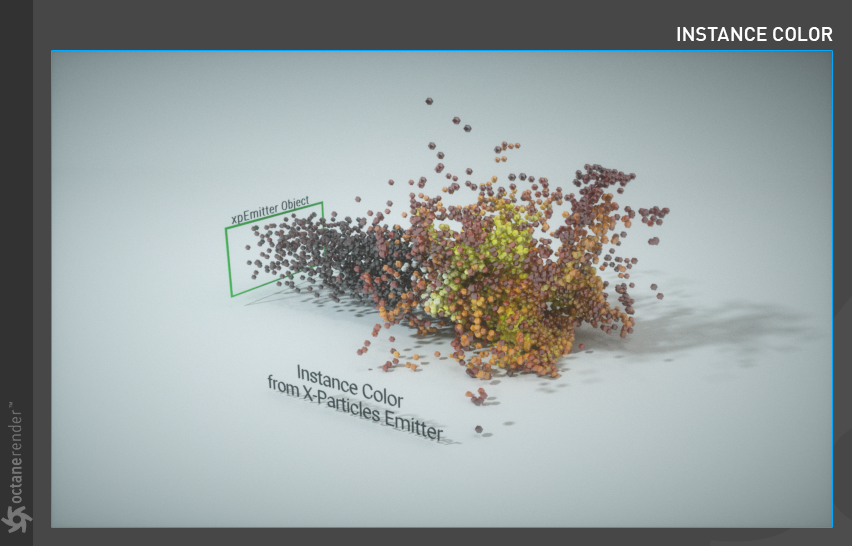 INSTANCE COLOR
xpEmitter Object
Instance Color
from X-Particles Emitter
octanerender™